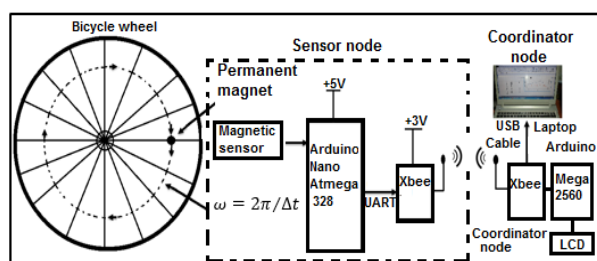 Bicycle wheel
Permanent
magnet
ω = 2π/Δt
Sensor node
Magnetic
sensor
+5V
Arduino
Nano
Atmega
328
UART
+3V
Xbee
Coordinator
node
USB
Cable
Laptop
Arduino
Xbee
Mega
2560
Coordinator
node
LCD